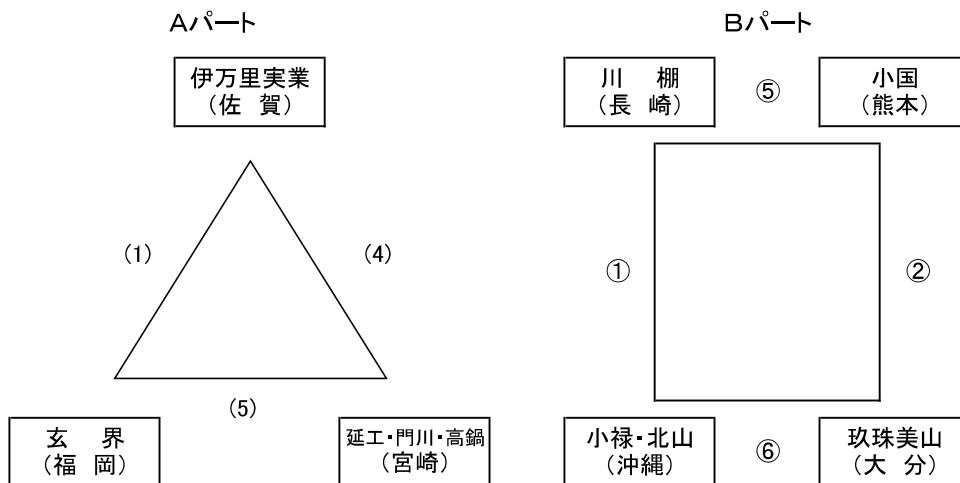 Aパート
伊万里実業
(佐 賀)
(1)
(4)
(5)
玄 界
(福 岡)
延工・門川・高鍋
(宮崎)
Bパート
川 棚
(長 崎)
⑤
小国
(熊本)
①
②
小禄・北山
(沖縄)
⑥
玖珠美山
(大 分)